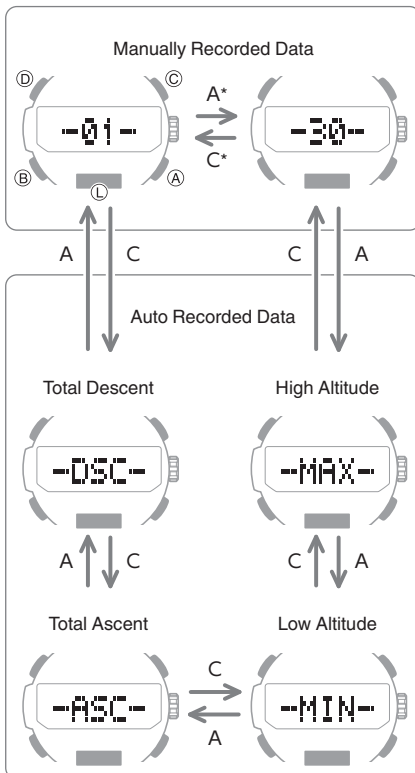 Manually Recorded Data
D C
-01- A* -30-
C*
B L A
A C C A
Auto Recorded Data
Total Descent High Altitude
-DSC- -MAX-
A C C A
Total Ascent Low Altitude
-ASC- C -MIN-
A